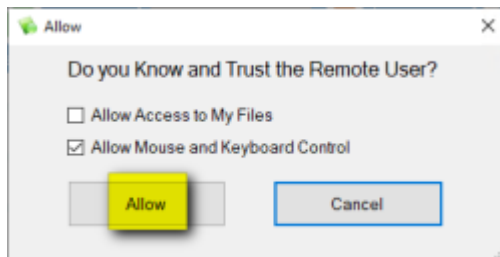 Allow
Do you Know and Trust the Remote User?
Allow Access to My Files
Allow Mouse and Keyboard Control
Allow Cancel